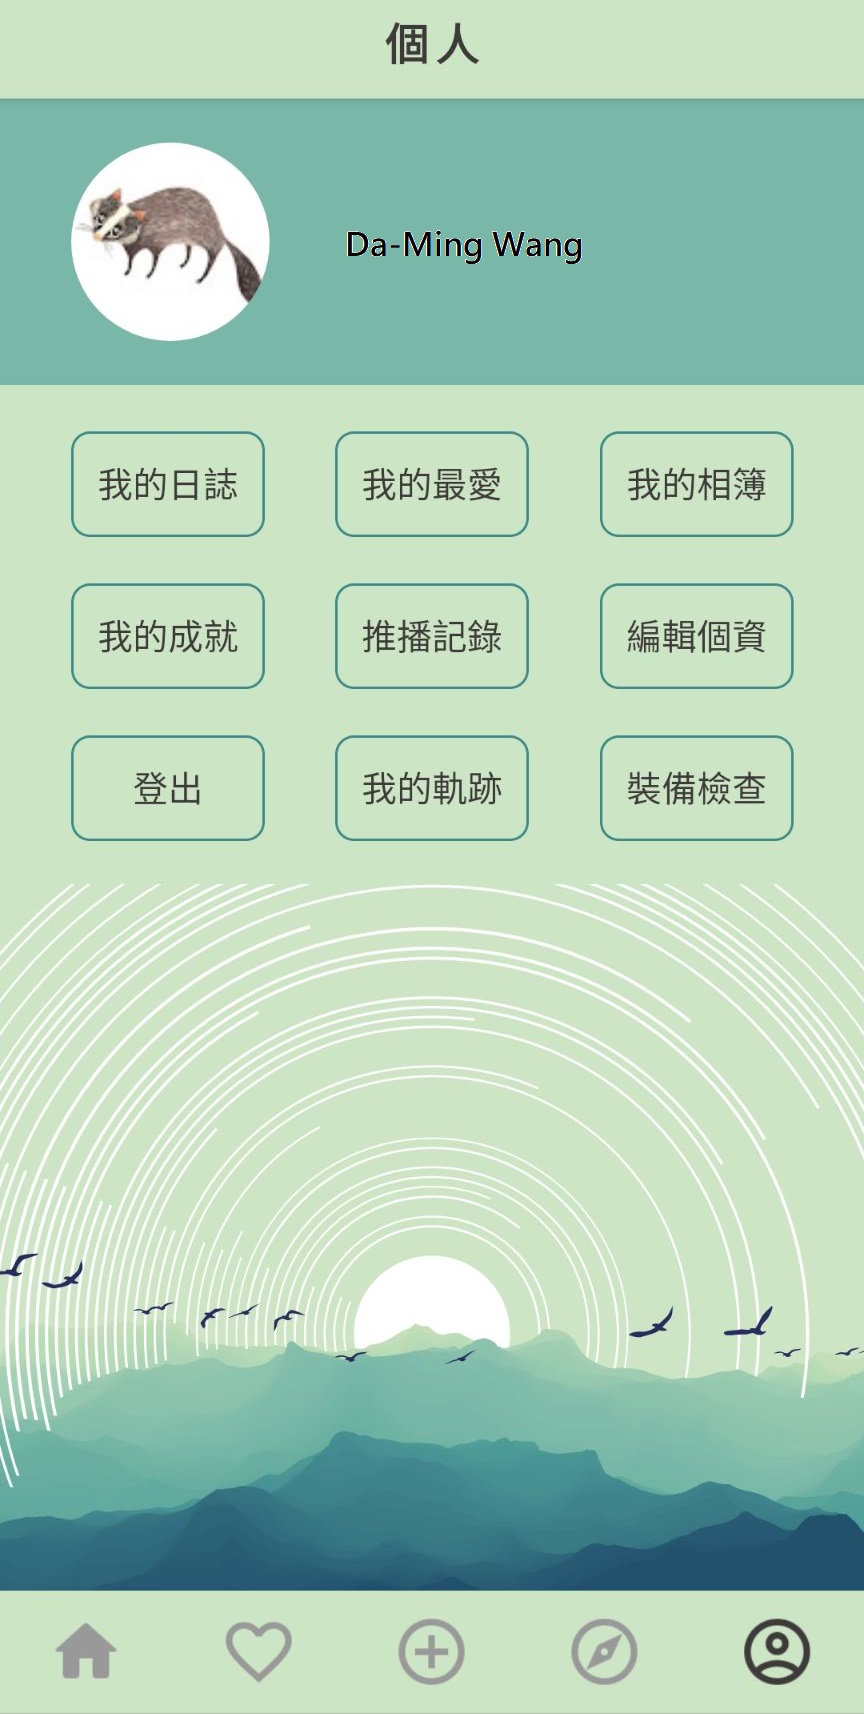 個人
Da-Ming Wang
我的日誌
我的最愛
我的相簿
我的成就
推播記錄
編輯個資
登出
我的軌跡
裝備檢查